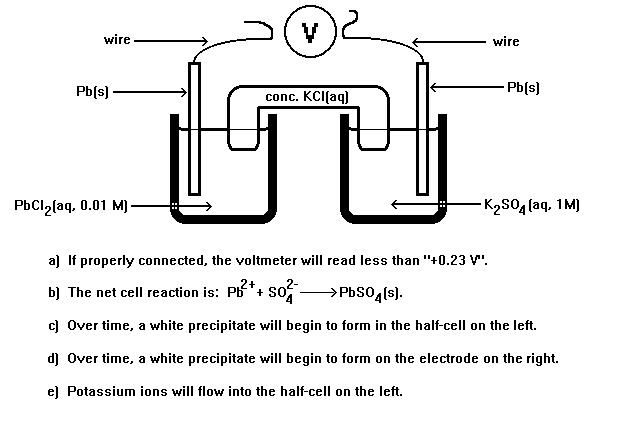 V
wire
wire
Pb(s)
Pb(s)
conc. KCl(aq)
PbCl₂(aq, 0.01 M)
K₂SO₄(aq, 1M)
a) If properly connected, the voltmeter will read less than "+0.23 V".
b) The net cell reaction is: Pb²⁺ + SO₄²⁻ ⟶ PbSO₄(s).
c) Over time, a white precipitate will begin to form in the half-cell on the left.
d) Over time, a white precipitate will begin to form on the electrode on the right.
e) Potassium ions will flow into the half-cell on the left.